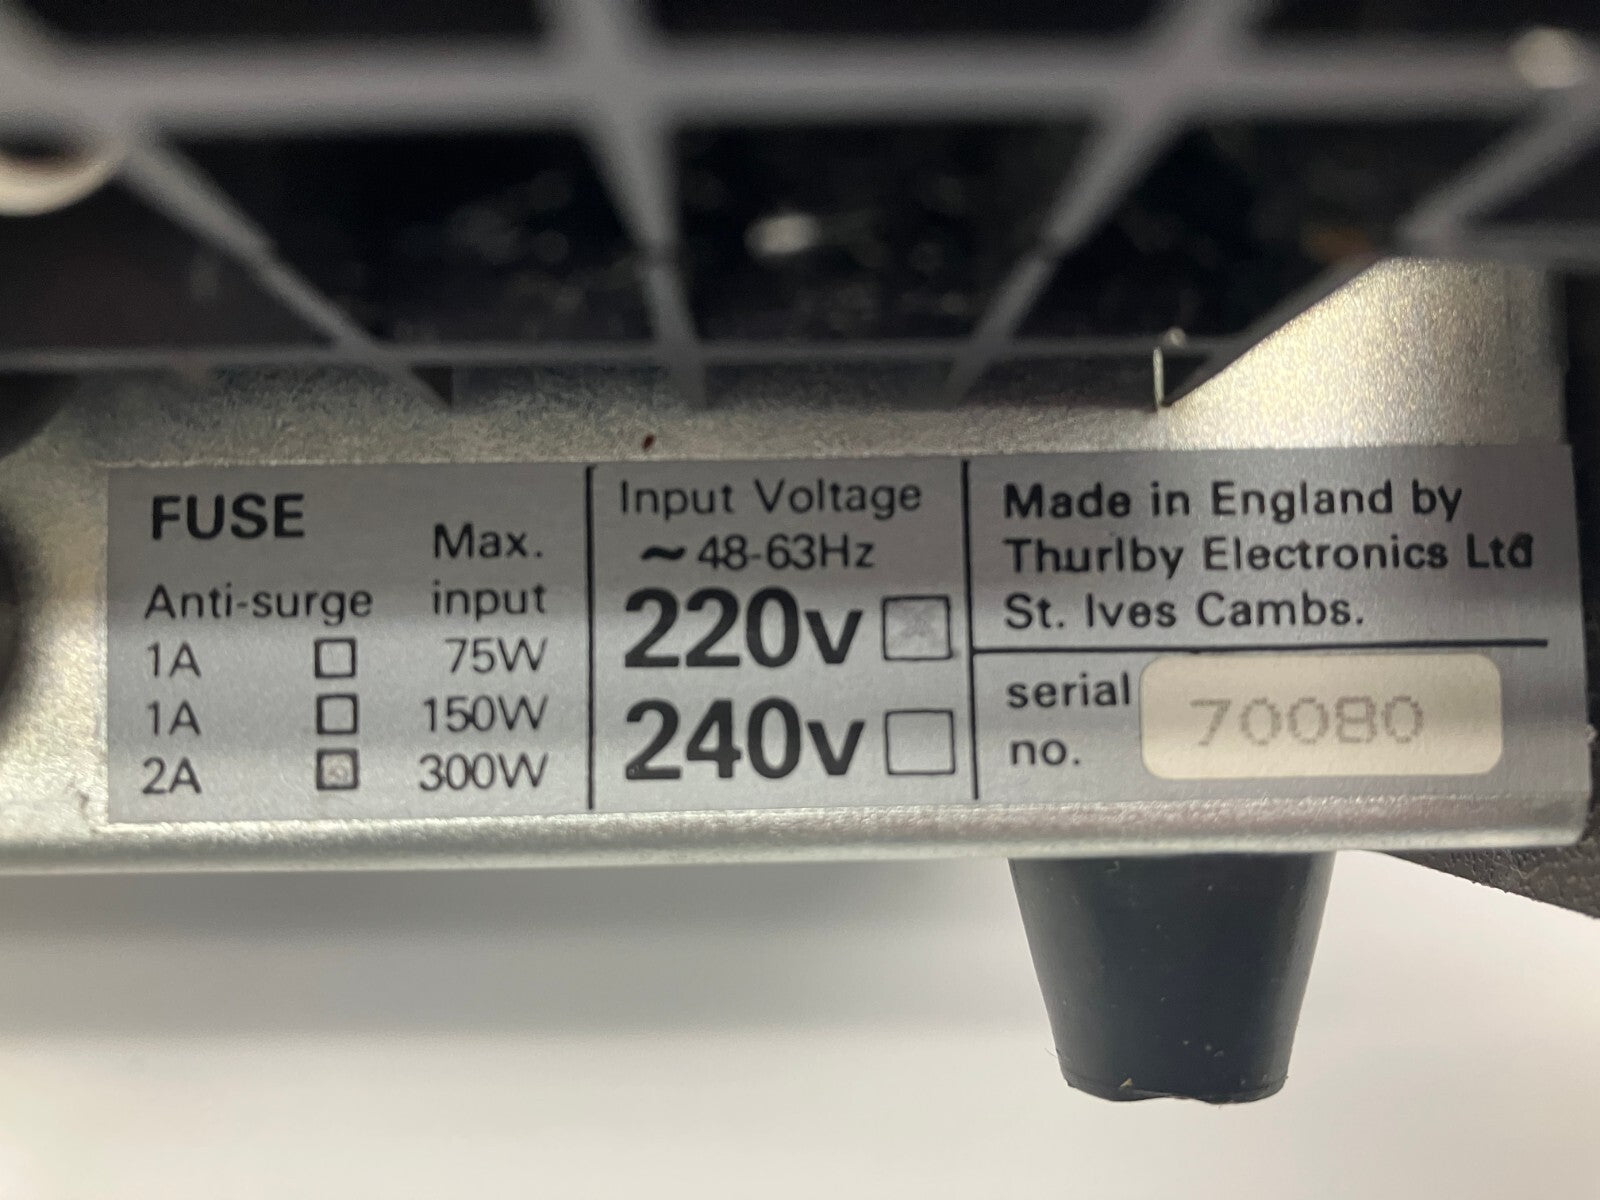 FUSE
Max.
Anti-surge input
1A 75W
1A 150W
2A 300W
Input Voltage
~48-63Hz
220v
240v
Made in England by
Thurlby Electronics Ltd
St. Ives Cambs.
serial
no. 70080